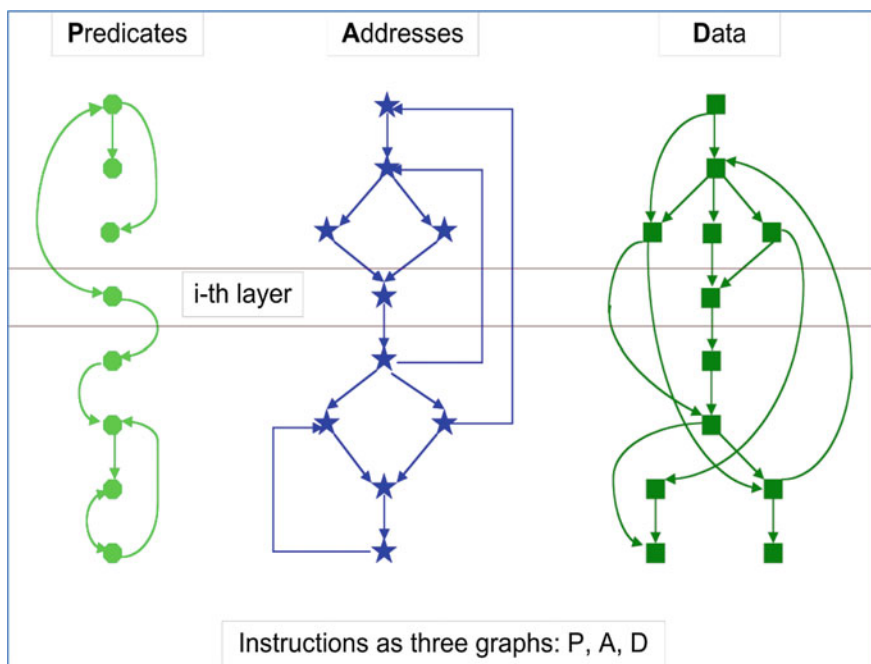 Predicates
Addresses
Data
i-th layer
Instructions as three graphs: P, A, D